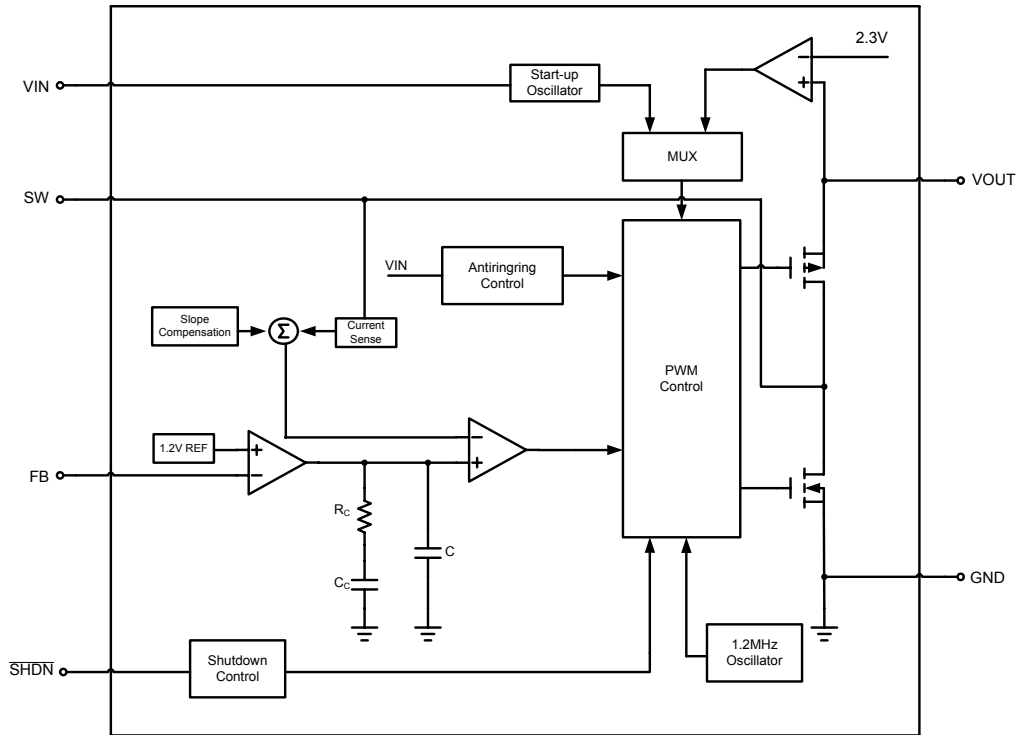 2.3V
VIN
Start-up
Oscillator
MUX
VOUT
SW
VIN
Antiringring
Control
Slope
Compensation
Σ
Current
Sense
PWM
Control
1.2V REF
FB
RC
C
CC
GND
SHDN
Shutdown
Control
1.2MHz
Oscillator